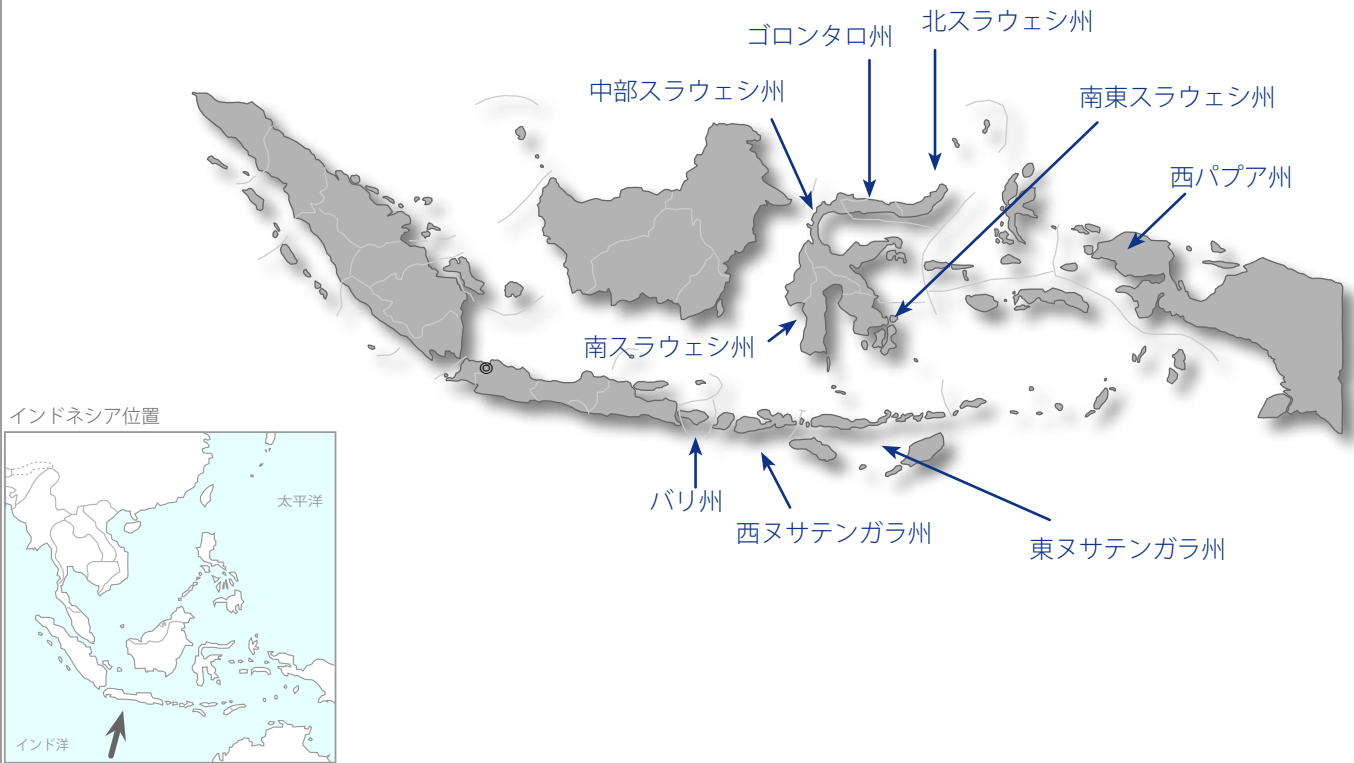 北スラウェシ州
ゴロンタロ州
中部スラウェシ州
南東スラウェシ州
西パプア州
南スラウェシ州
バリ州
西ヌサテンガラ州
東ヌサテンガラ州
インドネシア位置
太平洋
インド洋